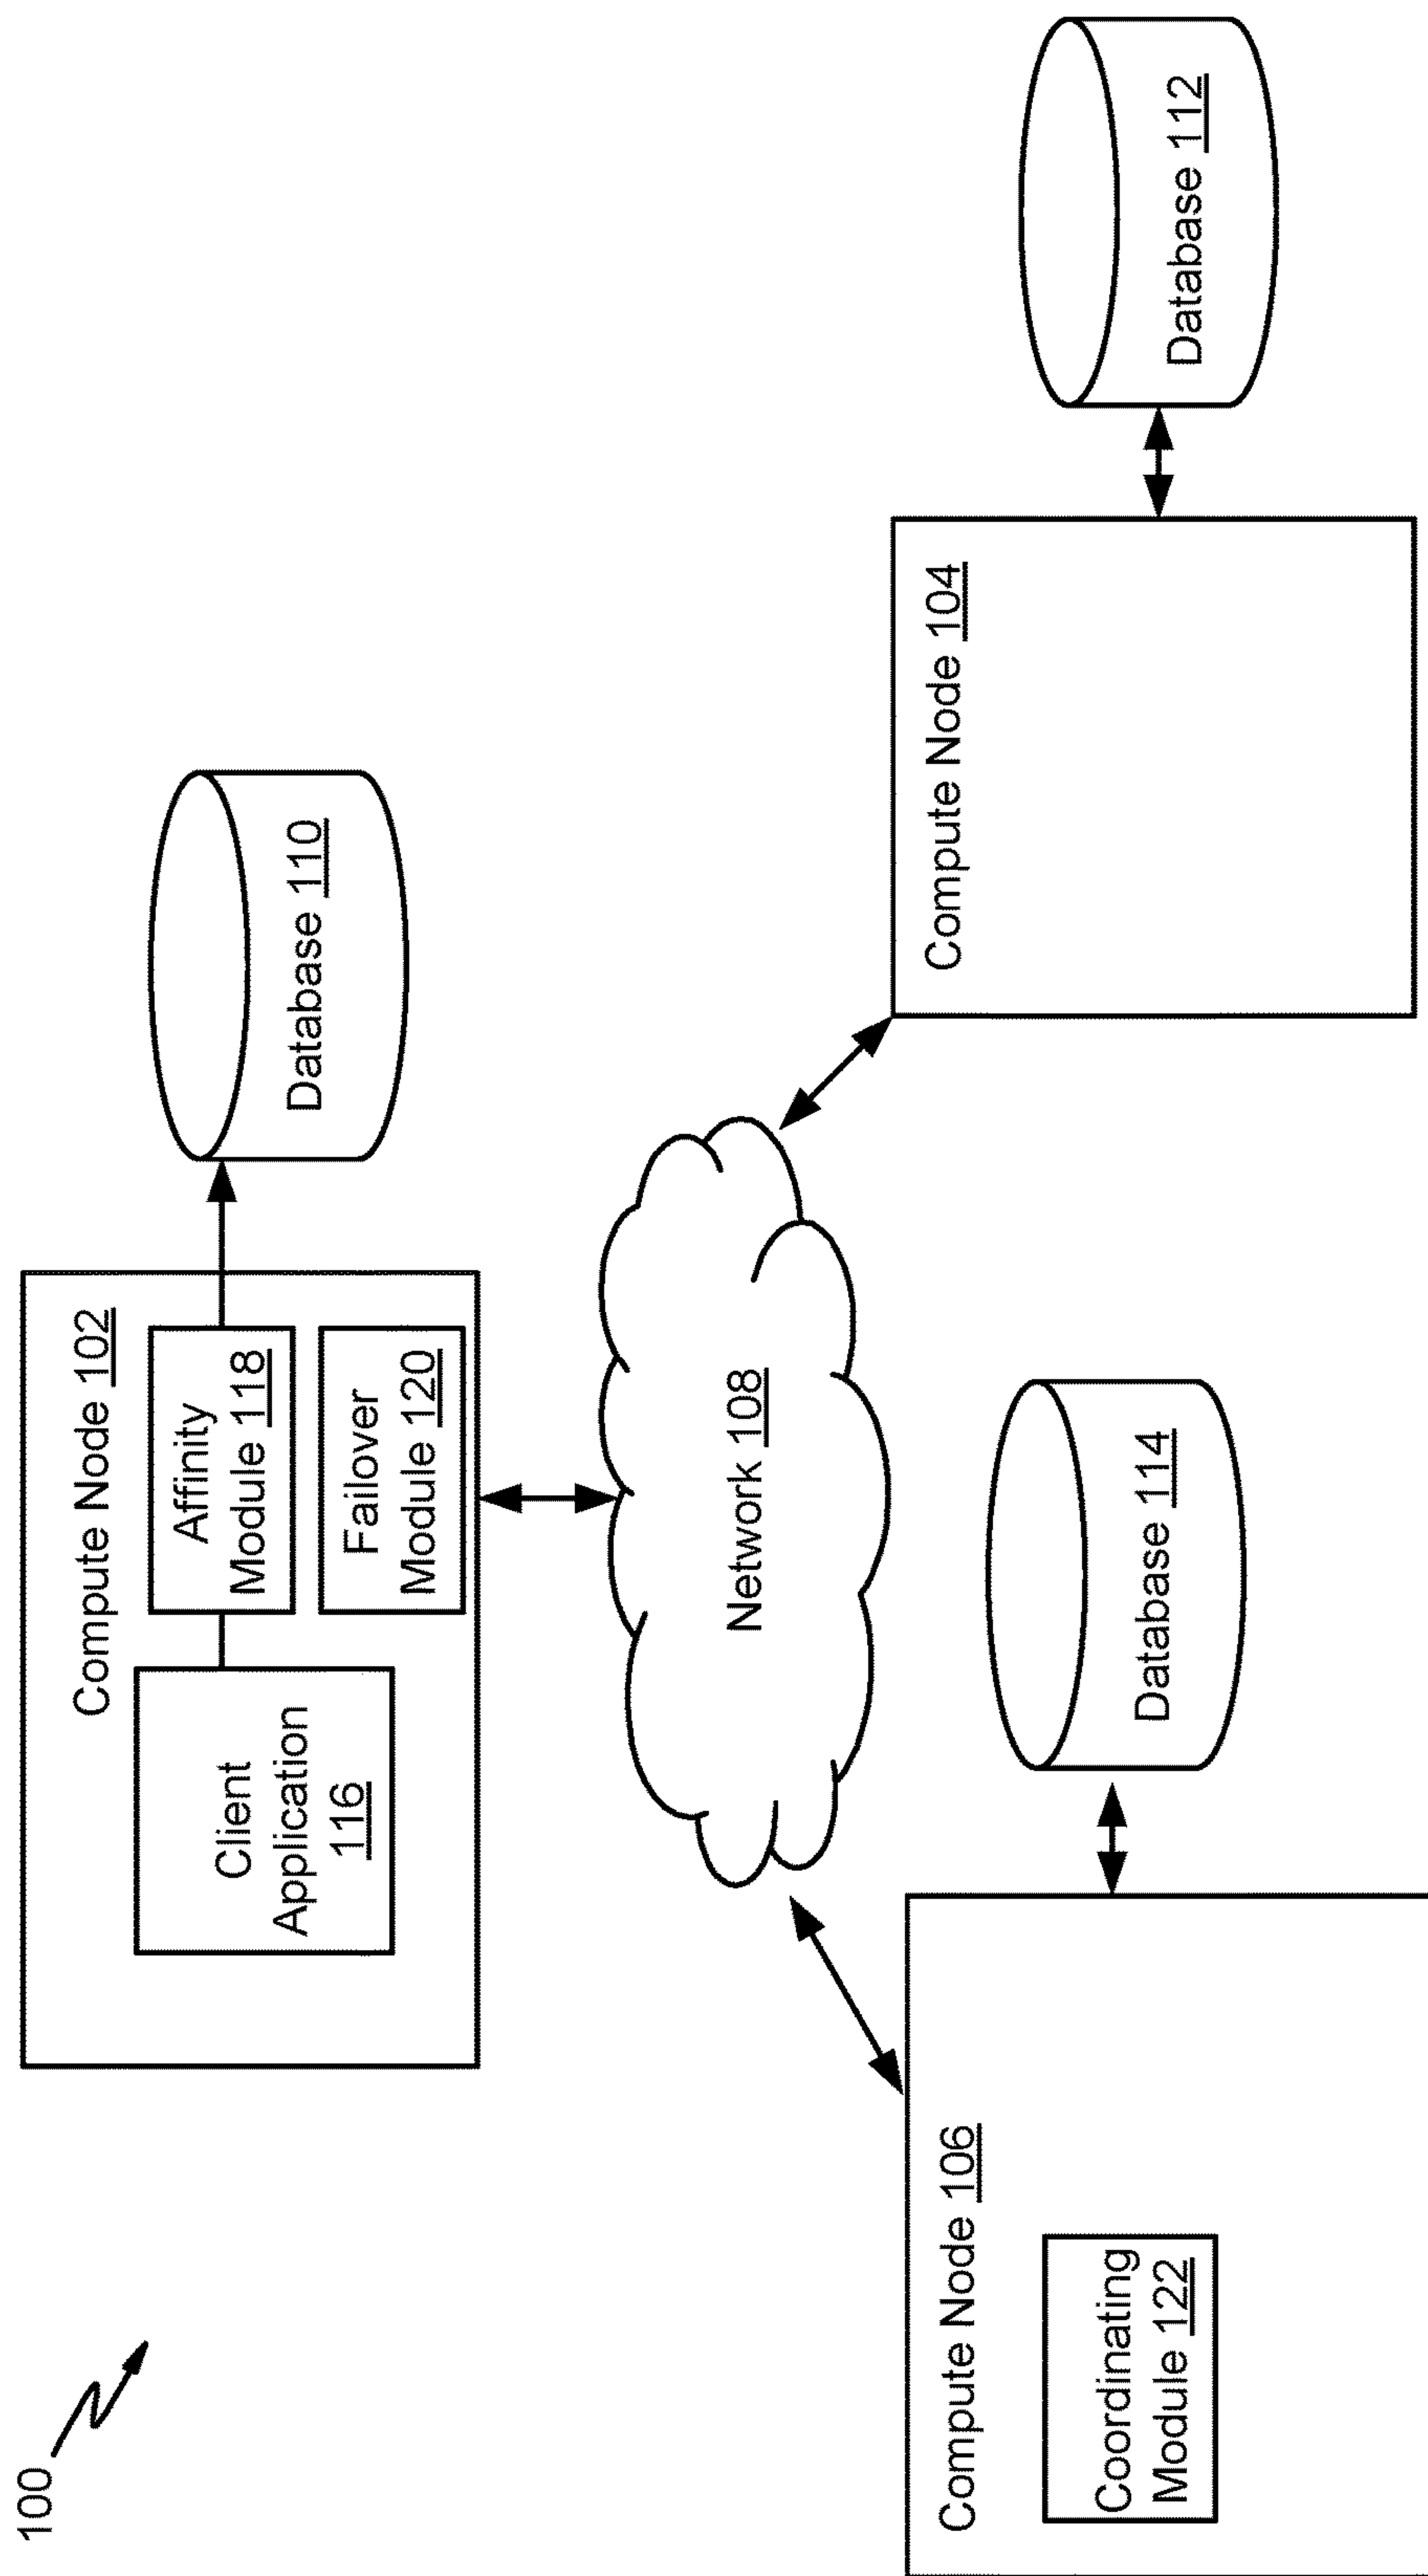 100
Compute Node 102
Client
Application
116
Affinity
Module 118
Failover
Module 120
Database 110
Network 108
Compute Node 106
Coordinating
Module 122
Database 114
Compute Node 104
Database 112